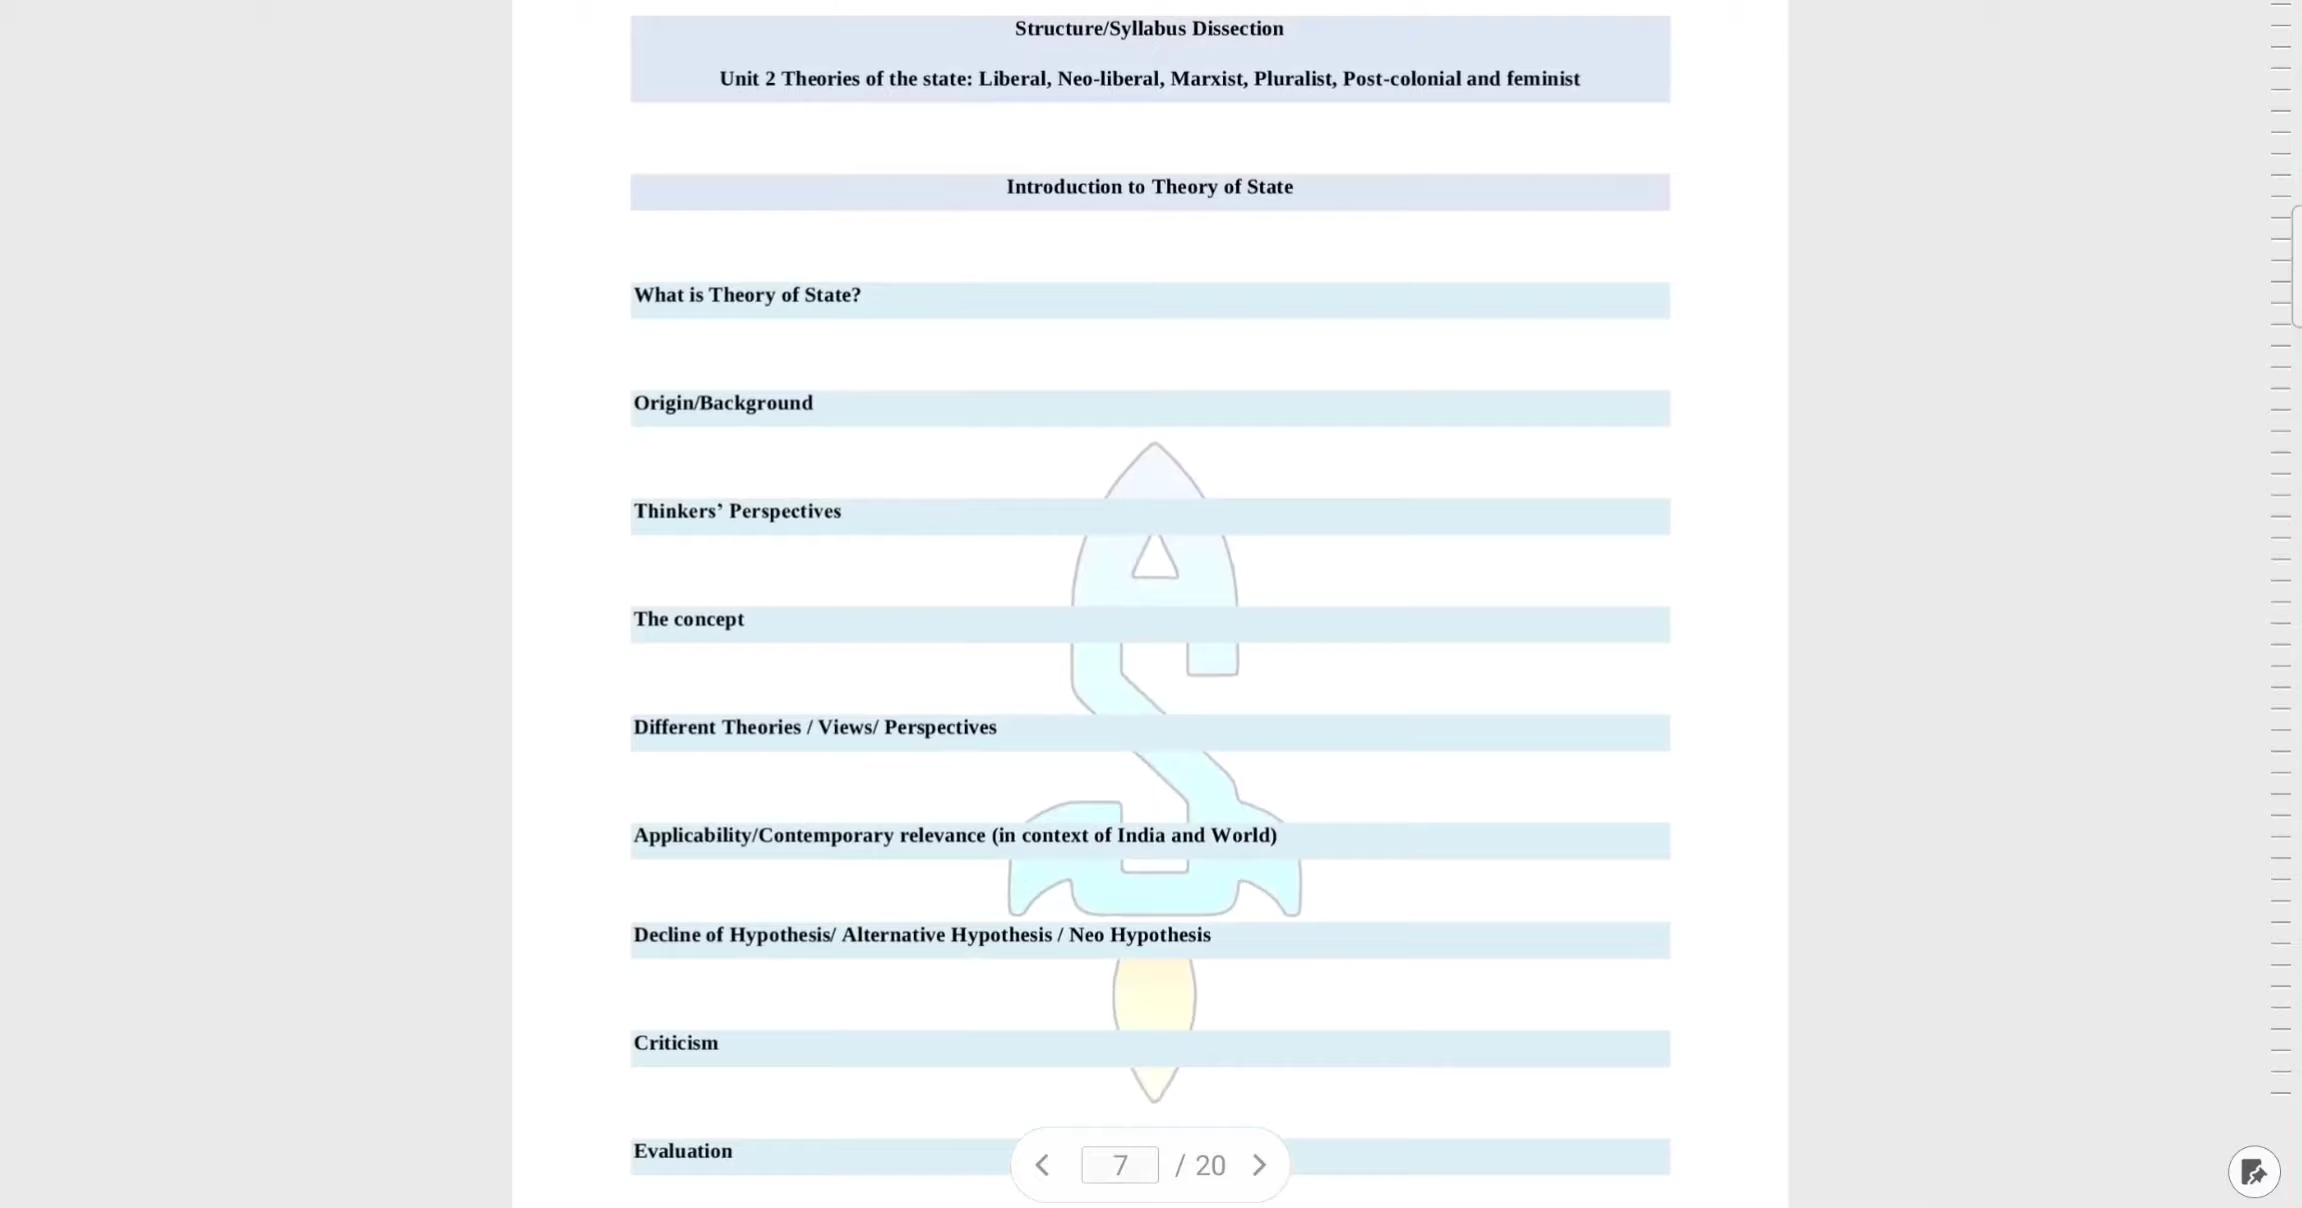 Structure/Syllabus Dissection
Unit 2 Theories of the state: Liberal, Neo-liberal, Marxist, Pluralist, Post-colonial and feminist
Introduction to Theory of State
What is Theory of State?
Origin/Background
Thinkers’ Perspectives
The concept
Different Theories / Views/ Perspectives
Applicability/Contemporary relevance (in context of India and World)
Decline of Hypothesis/ Alternative Hypothesis / Neo Hypothesis
Criticism
Evaluation
7 / 20